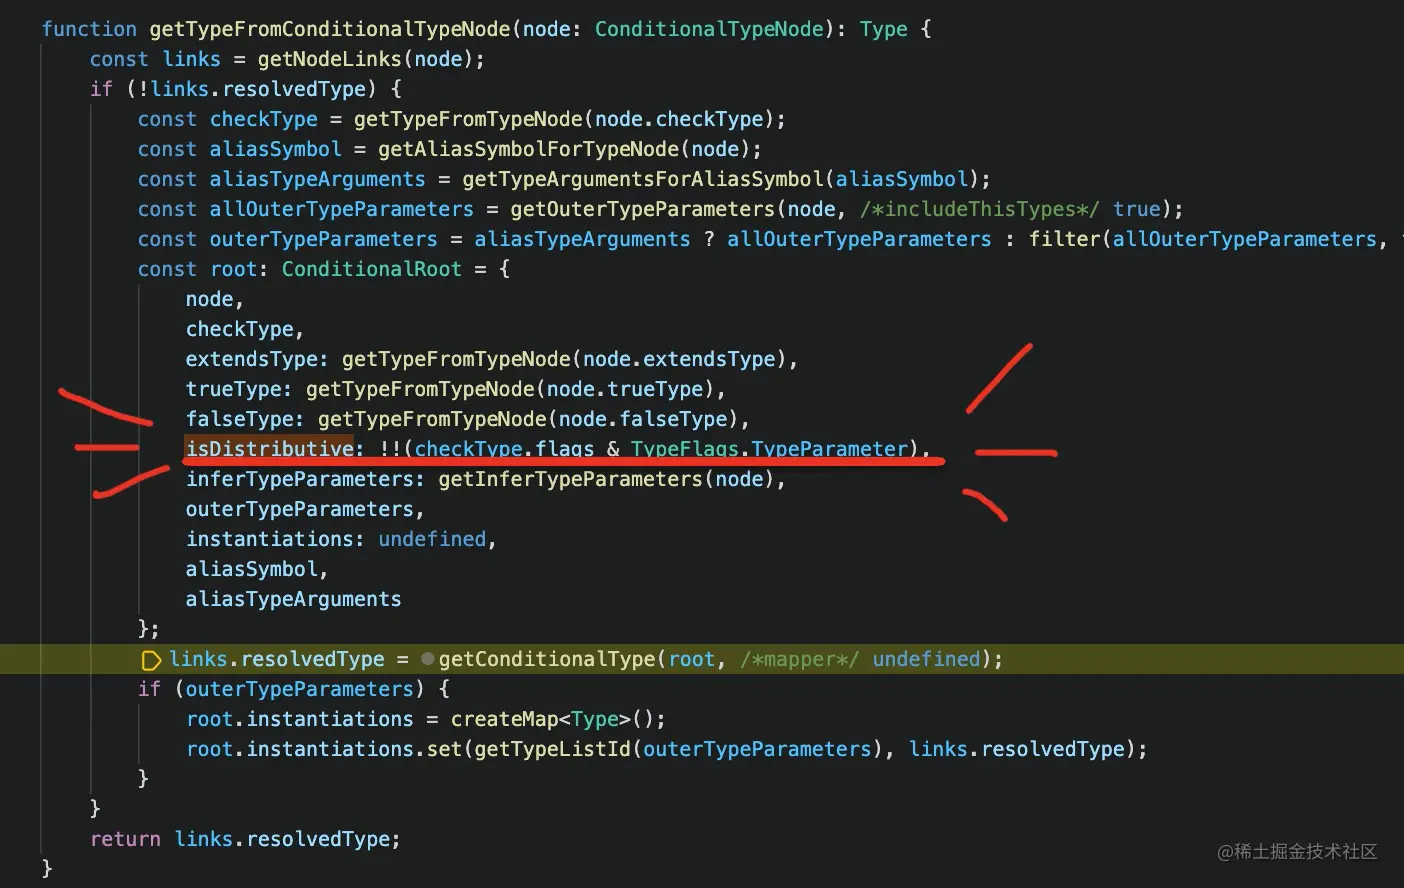 function getTypeFromConditionalTypeNode(node: ConditionalTypeNode): Type {
const links = getNodeLinks(node);
if (!links.resolvedType) {
const checkType = getTypeFromTypeNode(node.checkType);
const aliasSymbol = getAliasSymbolForTypeNode(node);
const aliasTypeArguments = getTypeArgumentsForAliasSymbol(aliasSymbol);
const allOuterTypeParameters = getOuterTypeParameters(node, /*includeThisTypes*/ true);
const outerTypeParameters = aliasTypeArguments ? allOuterTypeParameters : filter(allOuterTypeParameters,
const root: ConditionalRoot = {
node,
checkType,
extendsType: getTypeFromTypeNode(node.extendsType),
trueType: getTypeFromTypeNode(node.trueType),
falseType: getTypeFromTypeNode(node.falseType),
isDistributive: !!(checkType.flags & TypeFlags.TypeParameter),
inferTypeParameters: getInferTypeParameters(node),
outerTypeParameters,
instantiations: undefined,
aliasSymbol,
aliasTypeArguments
};
links.resolvedType = getConditionalType(root, /*mapper*/ undefined);
if (outerTypeParameters) {
root.instantiations = createMap<Type>();
root.instantiations.set(getTypeListId(outerTypeParameters), links.resolvedType);
}
}
return links.resolvedType;
}
@稀土掘金技术社区